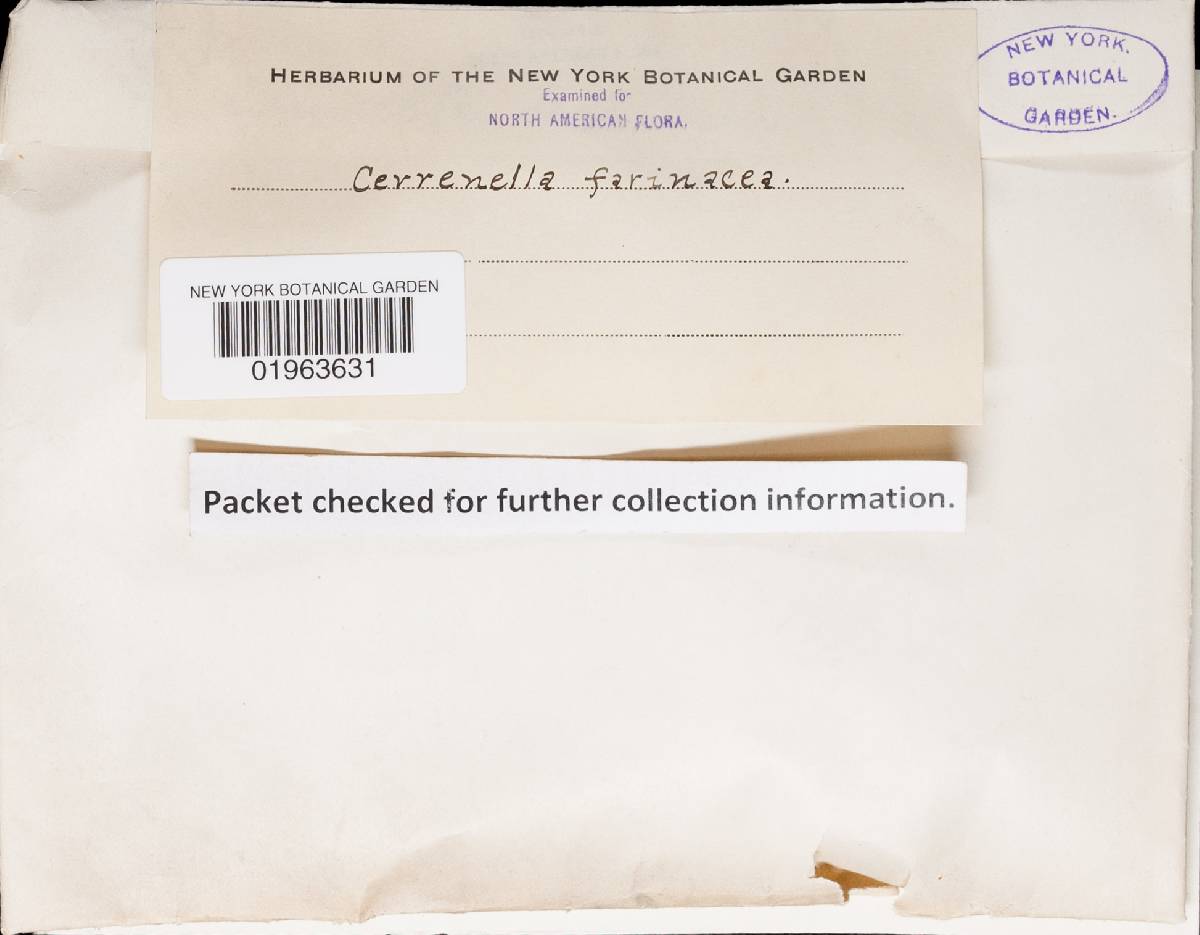 HERBARIUM OF THE NEW YORK BOTANICAL GARDEN
Examined for
NORTH AMERICAN FLORA.
Cerrenella farinacea.
NEW YORK.
BOTANICAL
GARDEN.
NEW YORK BOTANICAL GARDEN
01963631
Packet checked for further collection information.